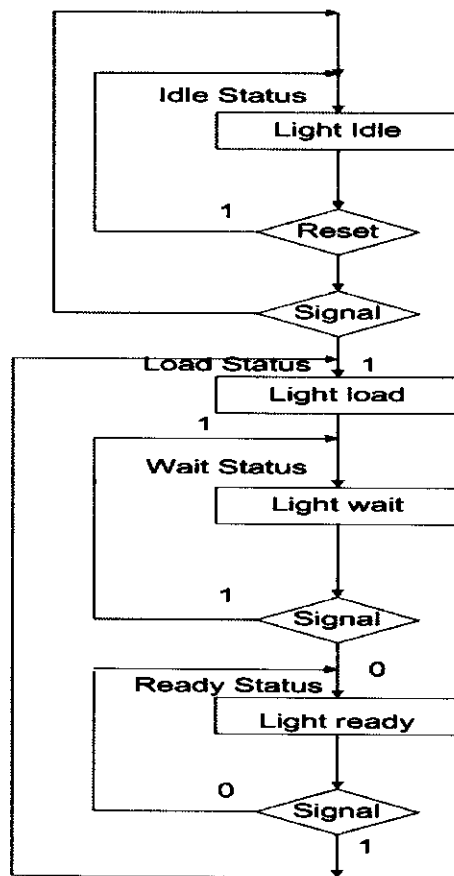 Idle Status
Light Idle
1
Reset
Signal
Load Status
1
Light load
1
Wait Status
Light wait
1
Signal
0
Ready Status
Light ready
0
Signal
1